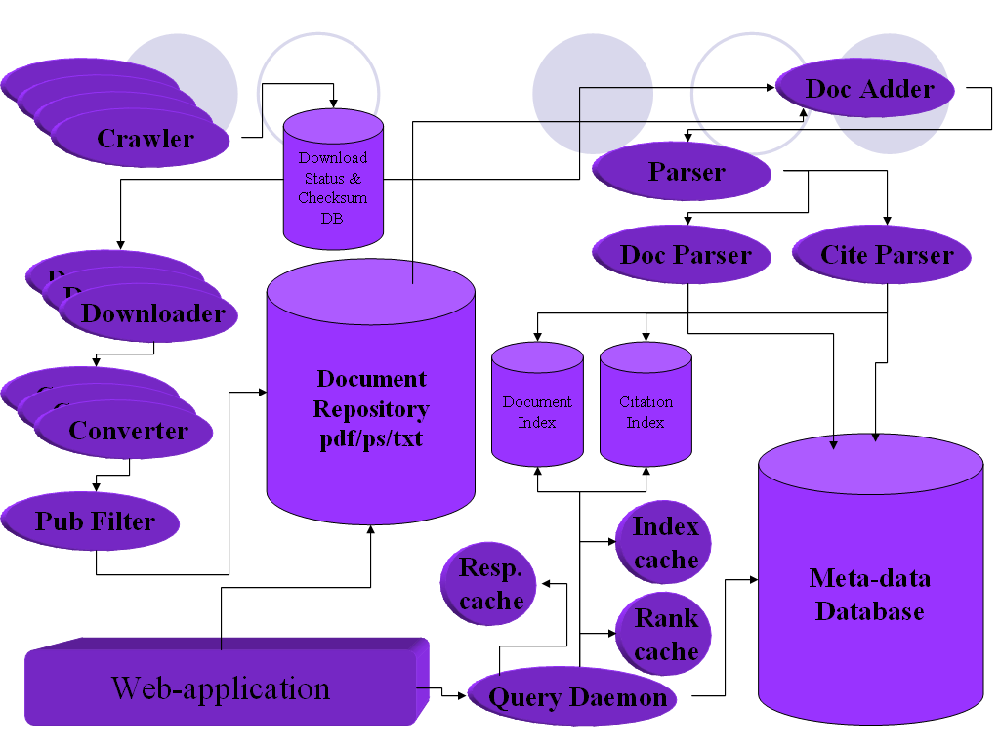 Crawler
Download
Status &
Checksum
DB
Doc Adder
Parser
Doc Parser
Cite Parser
D
D
Downloader
Document
Repository
pdf/ps/txt
Document
Index
Citation
Index
C
C
Converter
Pub Filter
Index
cache
Resp.
cache
Rank
cache
Meta-data
Database
Web-application
Query Daemon